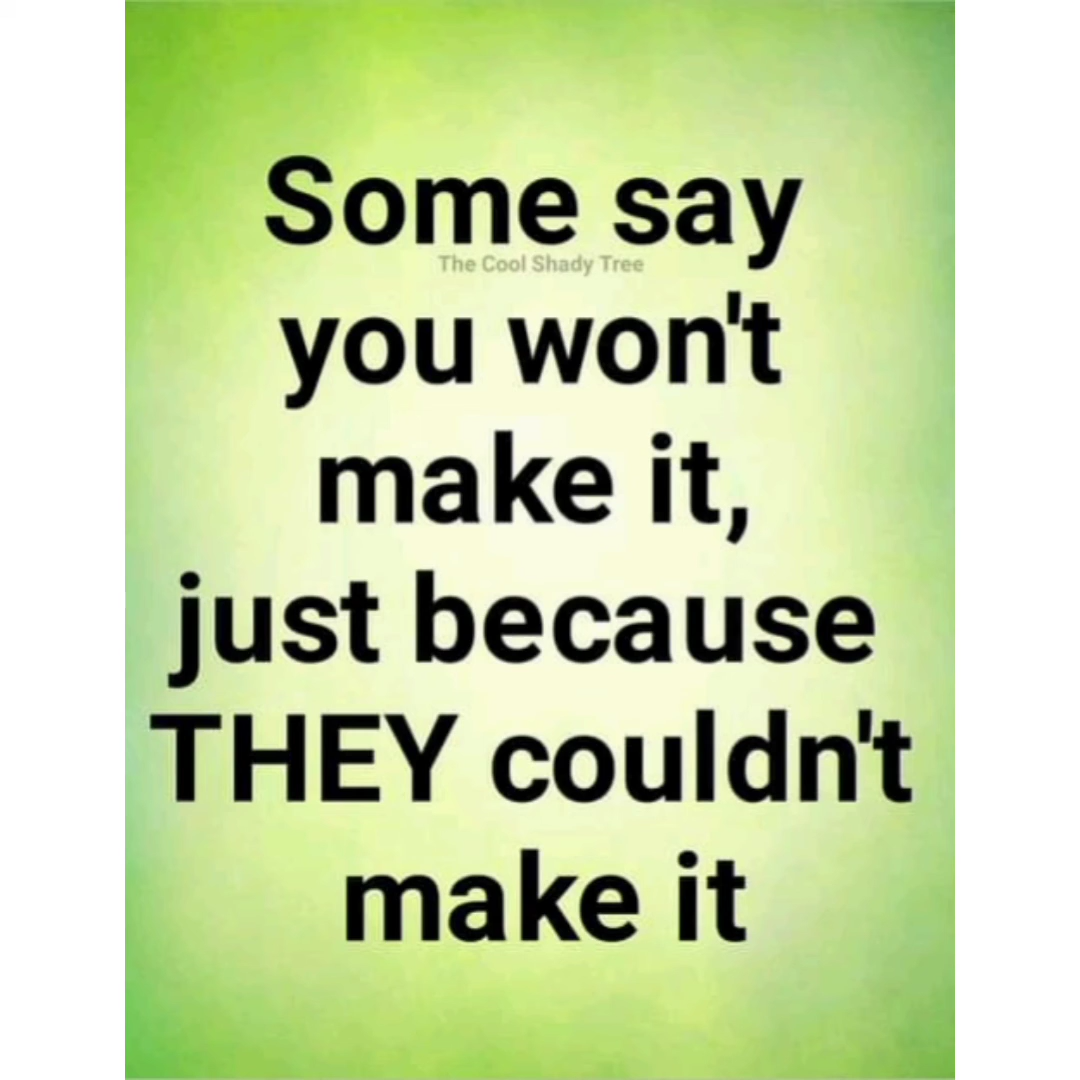 Some say
The Cool Shady Tree
you won't
make it,
just because
THEY couldn't
make it